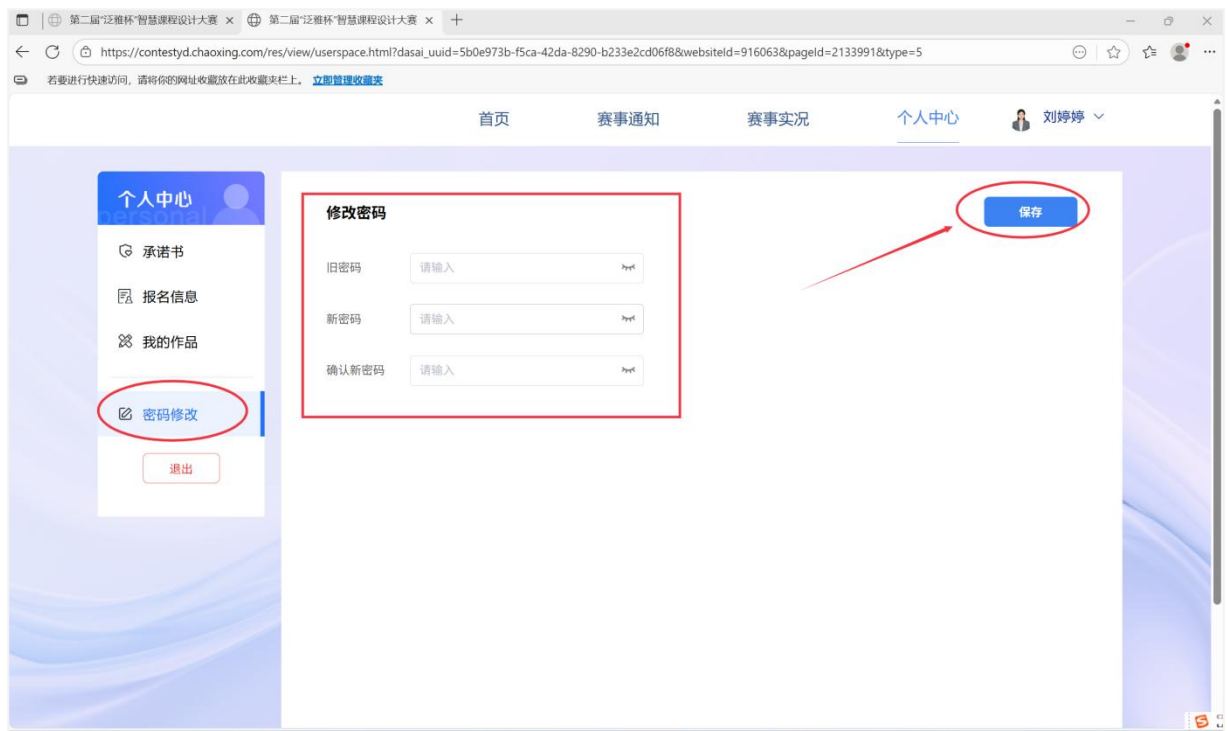 第二届“泛雅杯”智慧课程设计大赛
第二届“泛雅杯”智慧课程设计大赛
https://contestyd.chaoxing.com/res/view/userspace.html?dasai_uuid=5b0e973b-f5ca-42da-8290-b233e2cd06f8&websiteId=916063&pageId=2133991&type=5
若要进行快速访问，请将你的网址收藏放在此收藏夹栏上。 立即管理收藏夹
首页 赛事通知 赛事实况 个人中心 刘婷婷
个人中心
personal
承诺书
报名信息
我的作品
密码修改
退出
修改密码
保存
旧密码 请输入
新密码 请输入
确认新密码 请输入